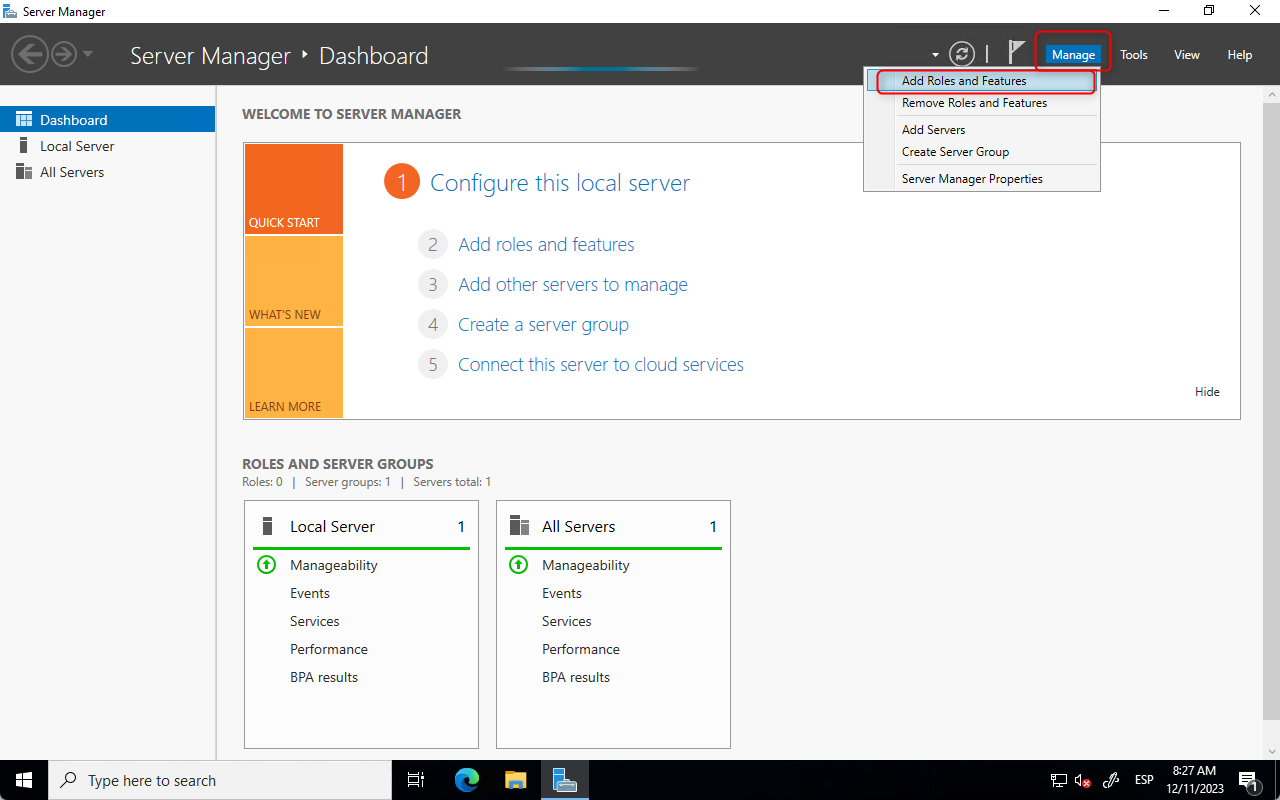 Server Manager
Server Manager ‣ Dashboard
Manage Tools View Help
Add Roles and Features
Remove Roles and Features
Add Servers
Create Server Group
Server Manager Properties
Dashboard
Local Server
All Servers
WELCOME TO SERVER MANAGER
QUICK START
WHAT'S NEW
LEARN MORE
1 Configure this local server
2 Add roles and features
3 Add other servers to manage
4 Create a server group
5 Connect this server to cloud services
Hide
ROLES AND SERVER GROUPS
Roles: 0 | Server groups: 1 | Servers total: 1
Local Server 1
Manageability
Events
Services
Performance
BPA results
All Servers 1
Manageability
Events
Services
Performance
BPA results
Type here to search
ESP
8:27 AM
12/11/2023
1